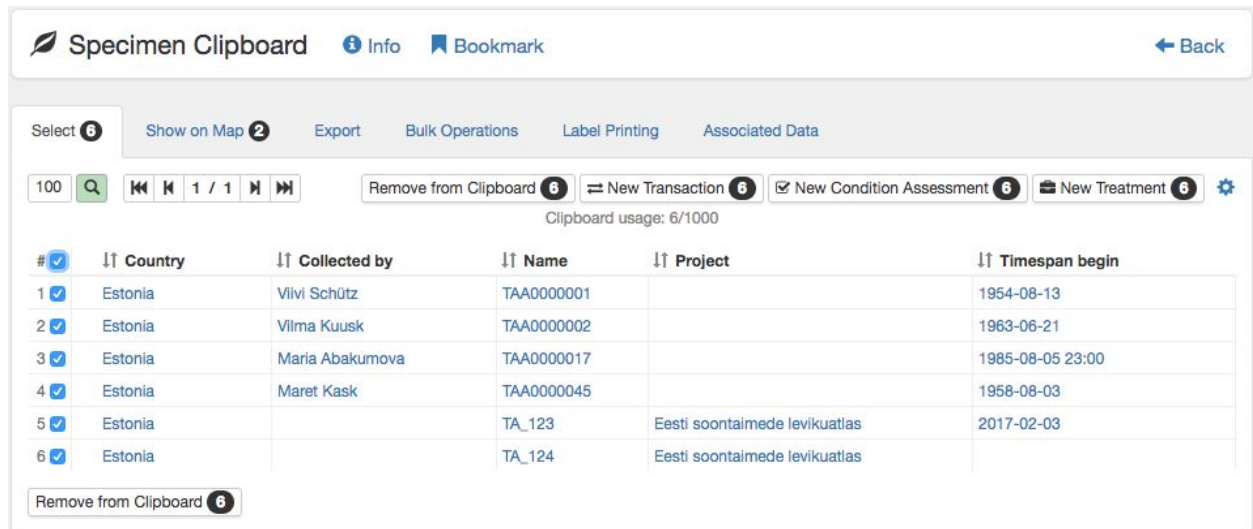 Specimen Clipboard Info Bookmark Back
Select 6 Show on Map 2 Export Bulk Operations Label Printing Associated Data
100 1 / 1 Remove from Clipboard 6 New Transaction 6 New Condition Assessment 6 New Treatment 6
Clipboard usage: 6/1000
# Country Collected by Name Project Timespan begin
1 Estonia Viivi Schütz TAA0000001 1954-08-13
2 Estonia Vilma Kuusk TAA0000002 1963-06-21
3 Estonia Maria Abakumova TAA0000017 1985-08-05 23:00
4 Estonia Maret Kask TAA0000045 1958-08-03
5 Estonia TA_123 Eesti soontaimede levikuatlas 2017-02-03
6 Estonia TA_124 Eesti soontaimede levikuatlas
Remove from Clipboard 6